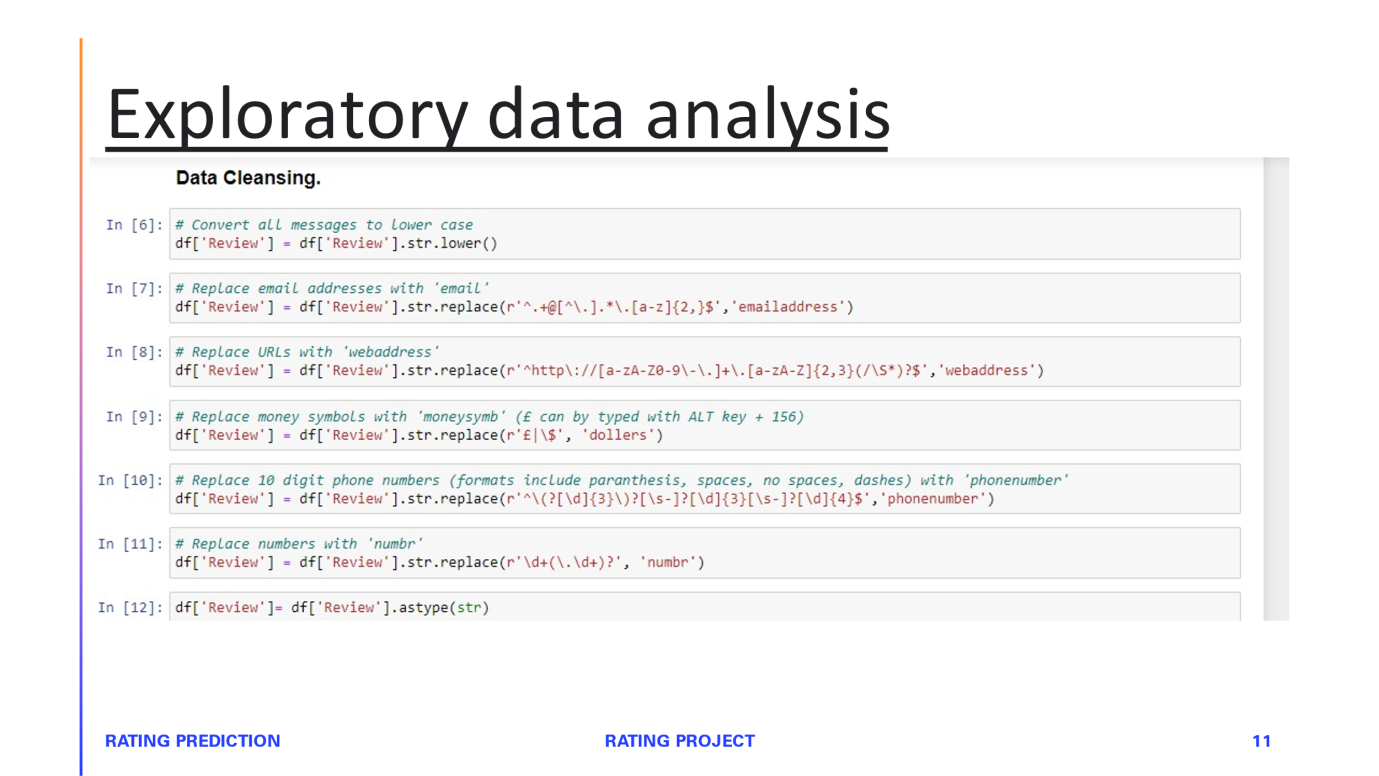 Exploratory data analysis
Data Cleansing.
In [6]: # Convert all messages to lower case
df['Review'] = df['Review'].str.lower()
In [7]: # Replace email addresses with 'email'
df['Review'] = df['Review'].str.replace(r'^.+@[^\.].*\.[a-z]{2,}$','emailaddress')
In [8]: # Replace URLs with 'webaddress'
df['Review'] = df['Review'].str.replace(r'^http\://[a-zA-Z0-9\-\.]+\.[a-zA-Z]{2,3}(/\S*)?$','webaddress')
In [9]: # Replace money symbols with 'moneysymb' (£ can by typed with ALT key + 156)
df['Review'] = df['Review'].str.replace(r'£|\$', 'dollers')
In [10]: # Replace 10 digit phone numbers (formats include paranthesis, spaces, no spaces, dashes) with 'phonenumber'
df['Review'] = df['Review'].str.replace(r'^\(?[\d]{3}\)?[\s-]?[\d]{3}[\s-]?[\d]{4}$','phonenumber')
In [11]: # Replace numbers with 'numbr'
df['Review'] = df['Review'].str.replace(r'\d+(\.\d+)?', 'numbr')
In [12]: df['Review']= df['Review'].astype(str)
RATING PREDICTION RATING PROJECT 11